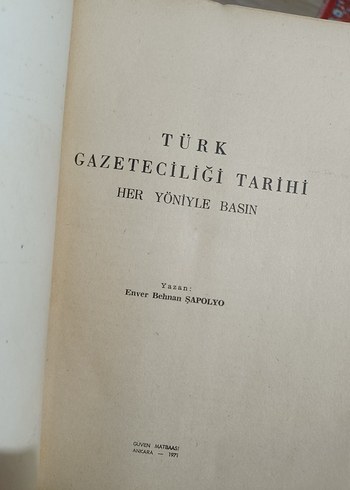 TÜRK
GAZETECİLİĞİ TARİHİ
HER YÖNİYLE BASIN
Yazan:
Enver Behnan ŞAPOLYO
GÜVEN MATBAASI
ANKARA — 1971